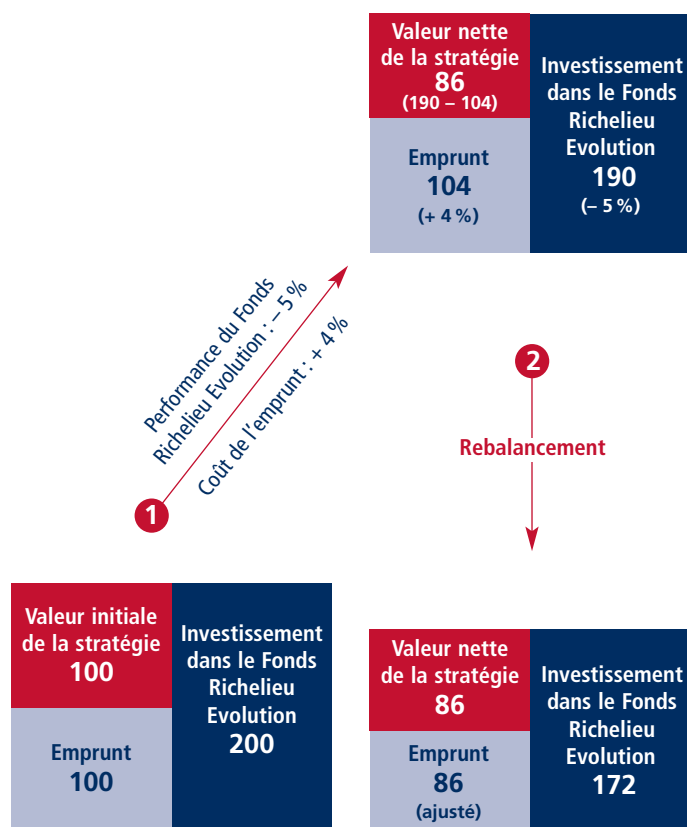 Valeur nette
de la stratégie
86
(190 – 104)
Emprunt
104
(+ 4 %)
Investissement
dans le Fonds
Richelieu
Evolution
190
(– 5 %)
Performance du Fonds
Richelieu Evolution : – 5 %
Coût de l'emprunt : + 4 %
1
2
Rebalancement
Valeur initiale
de la stratégie
100
Emprunt
100
Investissement
dans le Fonds
Richelieu
Evolution
200
Valeur nette
de la stratégie
86
Emprunt
86
(ajusté)
Investissement
dans le Fonds
Richelieu
Evolution
172